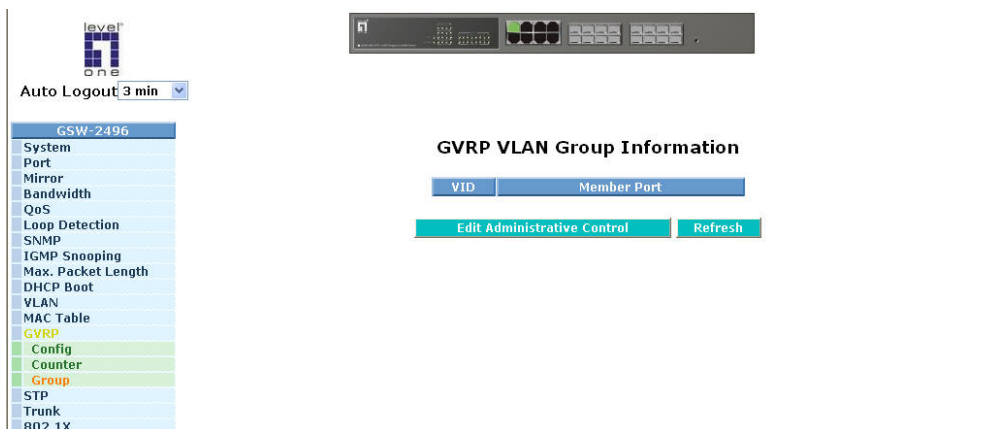 level
one
Auto Logout 3 min
GSW-2496
System
Port
Mirror
Bandwidth
QoS
Loop Detection
SNMP
IGMP Snooping
Max. Packet Length
DHCP Boot
VLAN
MAC Table
GVRP
Config
Counter
Group
STP
Trunk
802.1X
GVRP VLAN Group Information
VID Member Port
Edit Administrative Control Refresh